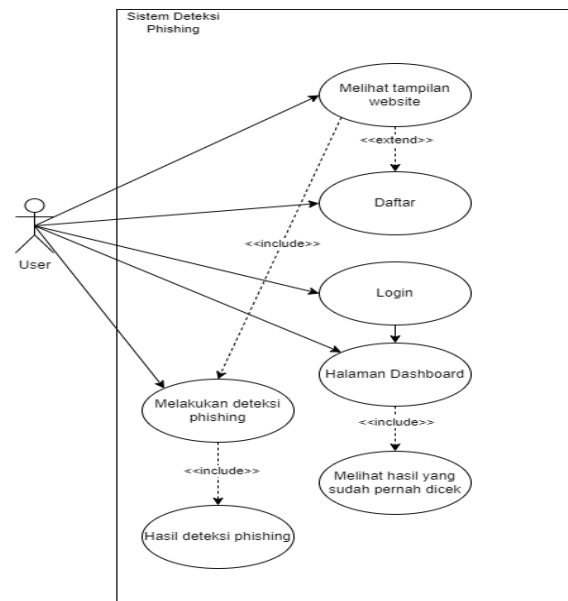 Sistem Deteksi
Phishing
Melihat tampilan
website
<<extend>>
Daftar
User
<<include>>
Login
Halaman Dashboard
Melakukan deteksi
phishing
<<include>>
<<include>>
Melihat hasil yang
sudah pernah dicek
Hasil deteksi phishing